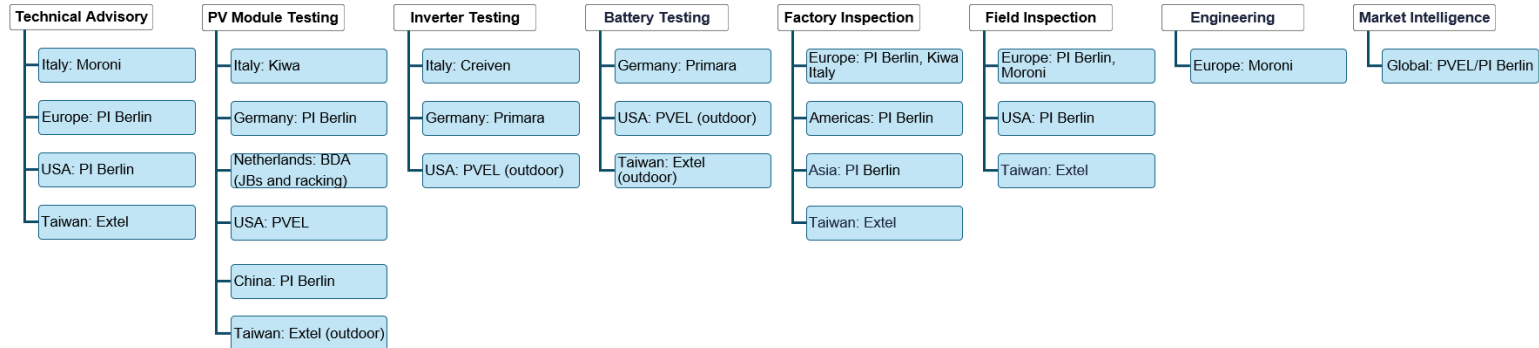 Technical Advisory
Italy: Moroni
Europe: PI Berlin
USA: PI Berlin
Taiwan: Extel
PV Module Testing
Italy: Kiwa
Germany: PI Berlin
Netherlands: BDA
(JBs and racking)
USA: PVEL
China: PI Berlin
Taiwan: Extel (outdoor)
Inverter Testing
Italy: Creiven
Germany: Primara
USA: PVEL (outdoor)
Battery Testing
Germany: Primara
USA: PVEL (outdoor)
Taiwan: Extel
(outdoor)
Factory Inspection
Europe: PI Berlin, Kiwa
Italy
Americas: PI Berlin
Asia: PI Berlin
Taiwan: Extel
Field Inspection
Europe: PI Berlin,
Moroni
USA: PI Berlin
Taiwan: Extel
Engineering
Europe: Moroni
Market Intelligence
Global: PVEL/PI Berlin